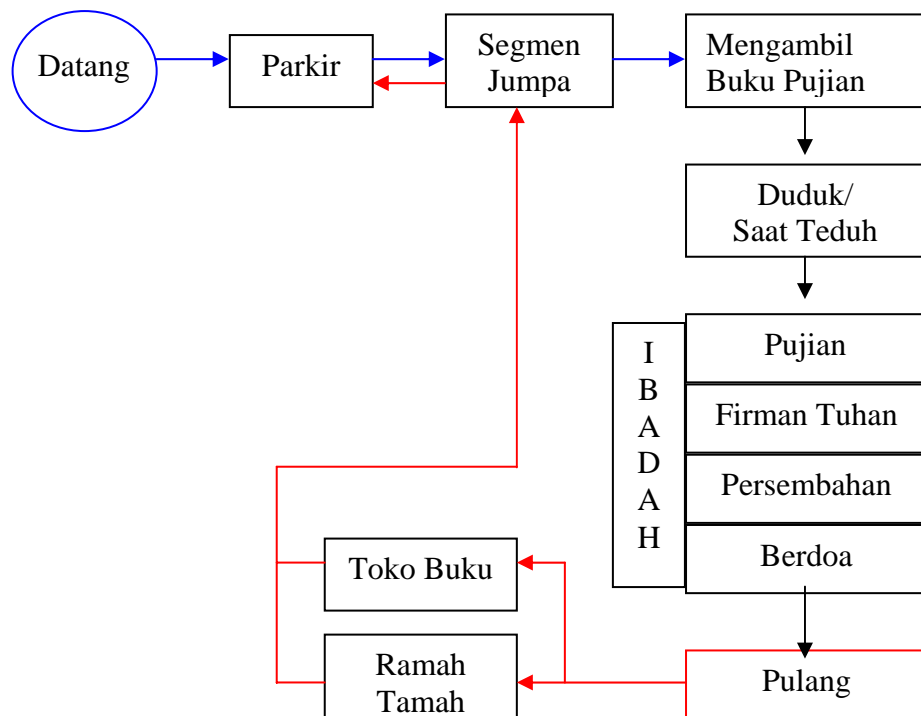 Datang
Parkir
Segmen
Jumpa
Mengambil
Buku Pujian
Duduk/
Saat Teduh
I
B
A
D
A
H
Pujian
Firman Tuhan
Persembahan
Berdoa
Toko Buku
Ramah
Tamah
Pulang